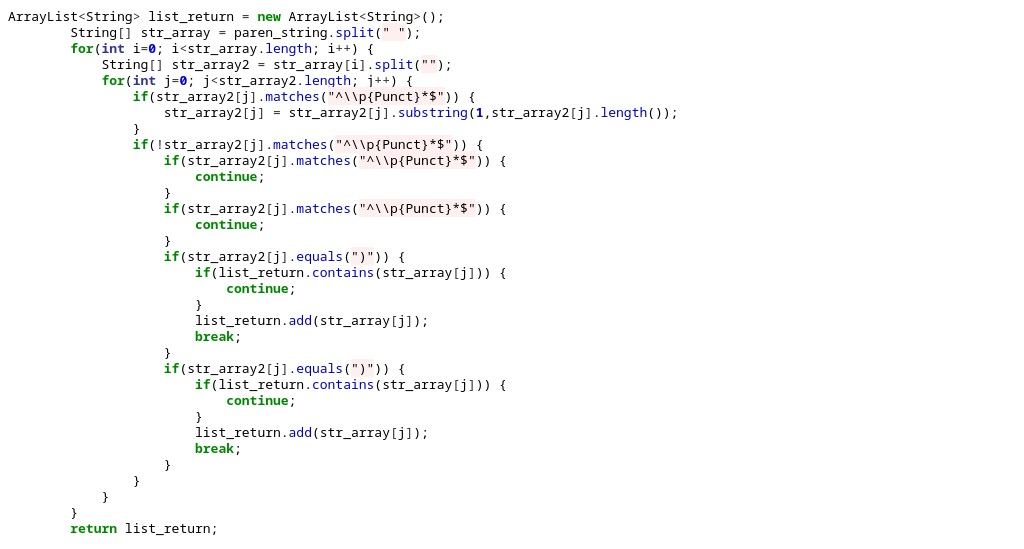 ArrayList<String> list_return = new ArrayList<String>();
        String[] str_array = paren_string.split(" ");
        for(int i=0; i<str_array.length; i++) {
            String[] str_array2 = str_array[i].split("");
            for(int j=0; j<str_array2.length; j++) {
                if(str_array2[j].matches("^\\p{Punct}*$")) {
                    str_array2[j] = str_array2[j].substring(1,str_array2[j].length());
                }
                if(!str_array2[j].matches("^\\p{Punct}*$")) {
                    if(str_array2[j].matches("^\\p{Punct}*$")) {
                        continue;
                    }
                    if(str_array2[j].matches("^\\p{Punct}*$")) {
                        continue;
                    }
                    if(str_array2[j].equals(")")) {
                        if(list_return.contains(str_array[j])) {
                            continue;
                        }
                        list_return.add(str_array[j]);
                        break;
                    }
                    if(str_array2[j].equals(")")) {
                        if(list_return.contains(str_array[j])) {
                            continue;
                        }
                        list_return.add(str_array[j]);
                        break;
                    }
                }
            }
        }
        return list_return;